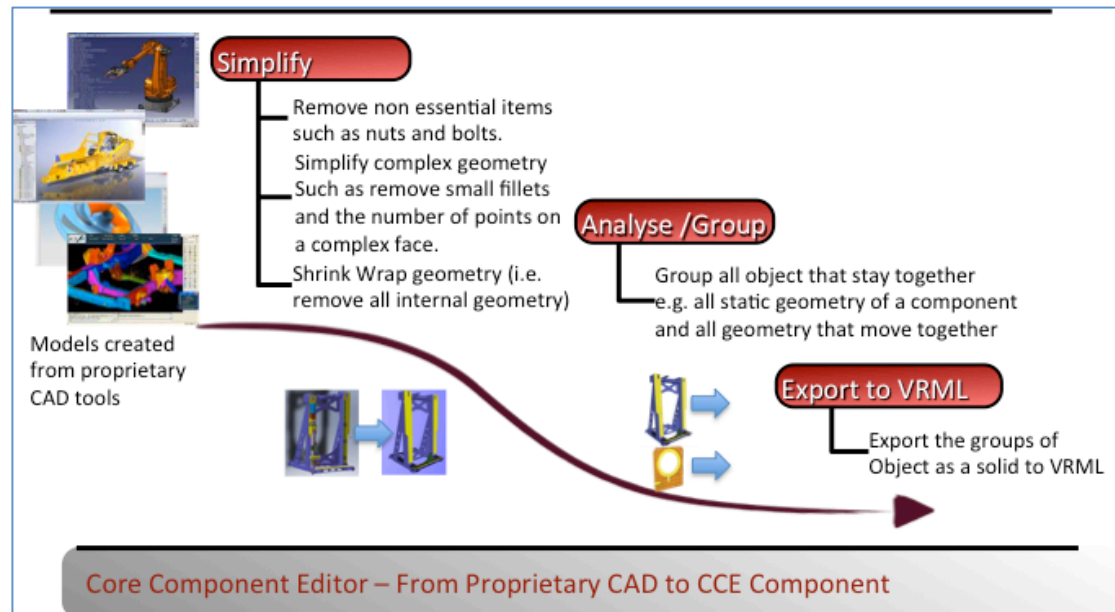 Simplify
Remove non essential items
such as nuts and bolts.
Simplify complex geometry
Such as remove small fillets
and the number of points on
a complex face.
Shrink Wrap geometry (i.e.
remove all internal geometry)
Models created
from proprietary
CAD tools
Analyse /Group
Group all object that stay together
e.g. all static geometry of a component
and all geometry that move together
Export to VRML
Export the groups of
Object as a solid to VRML
Core Component Editor – From Proprietary CAD to CCE Component